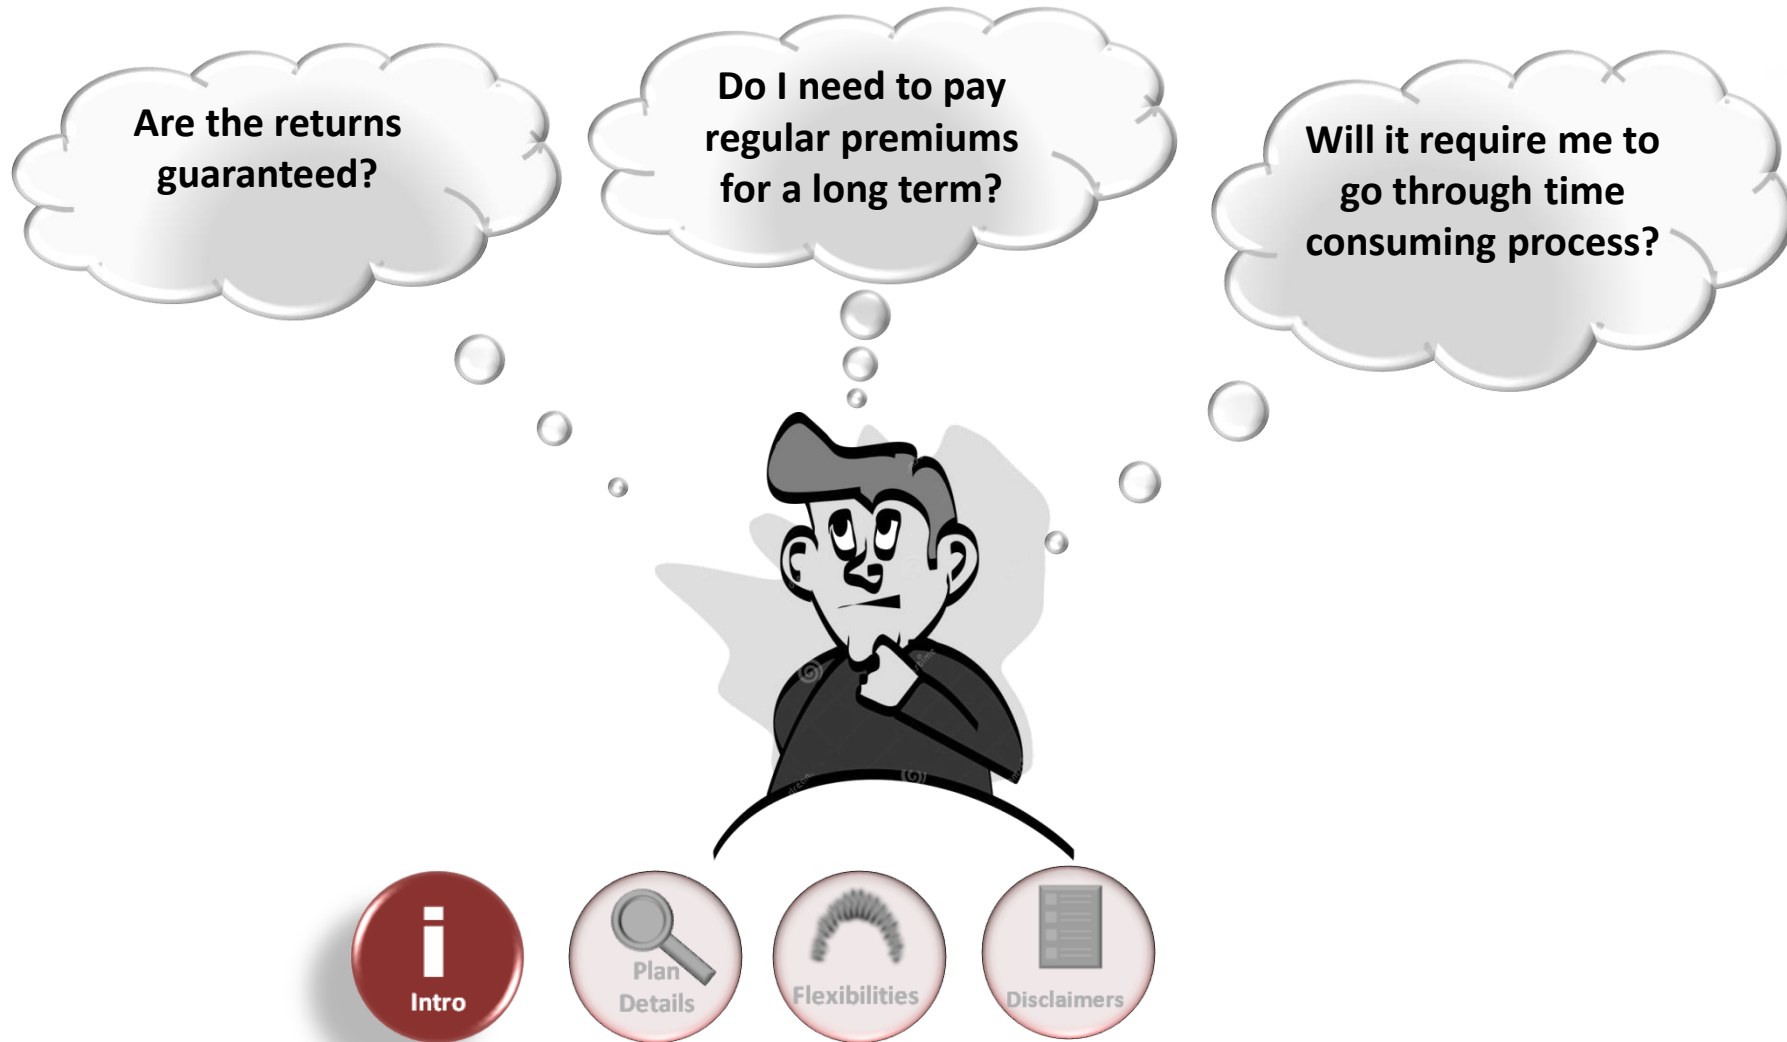 Are the returns
guaranteed?
Do I need to pay
regular premiums
for a long term?
Will it require me to
go through time
consuming process?
Intro
Plan
Details
Flexibilities
Disclaimers